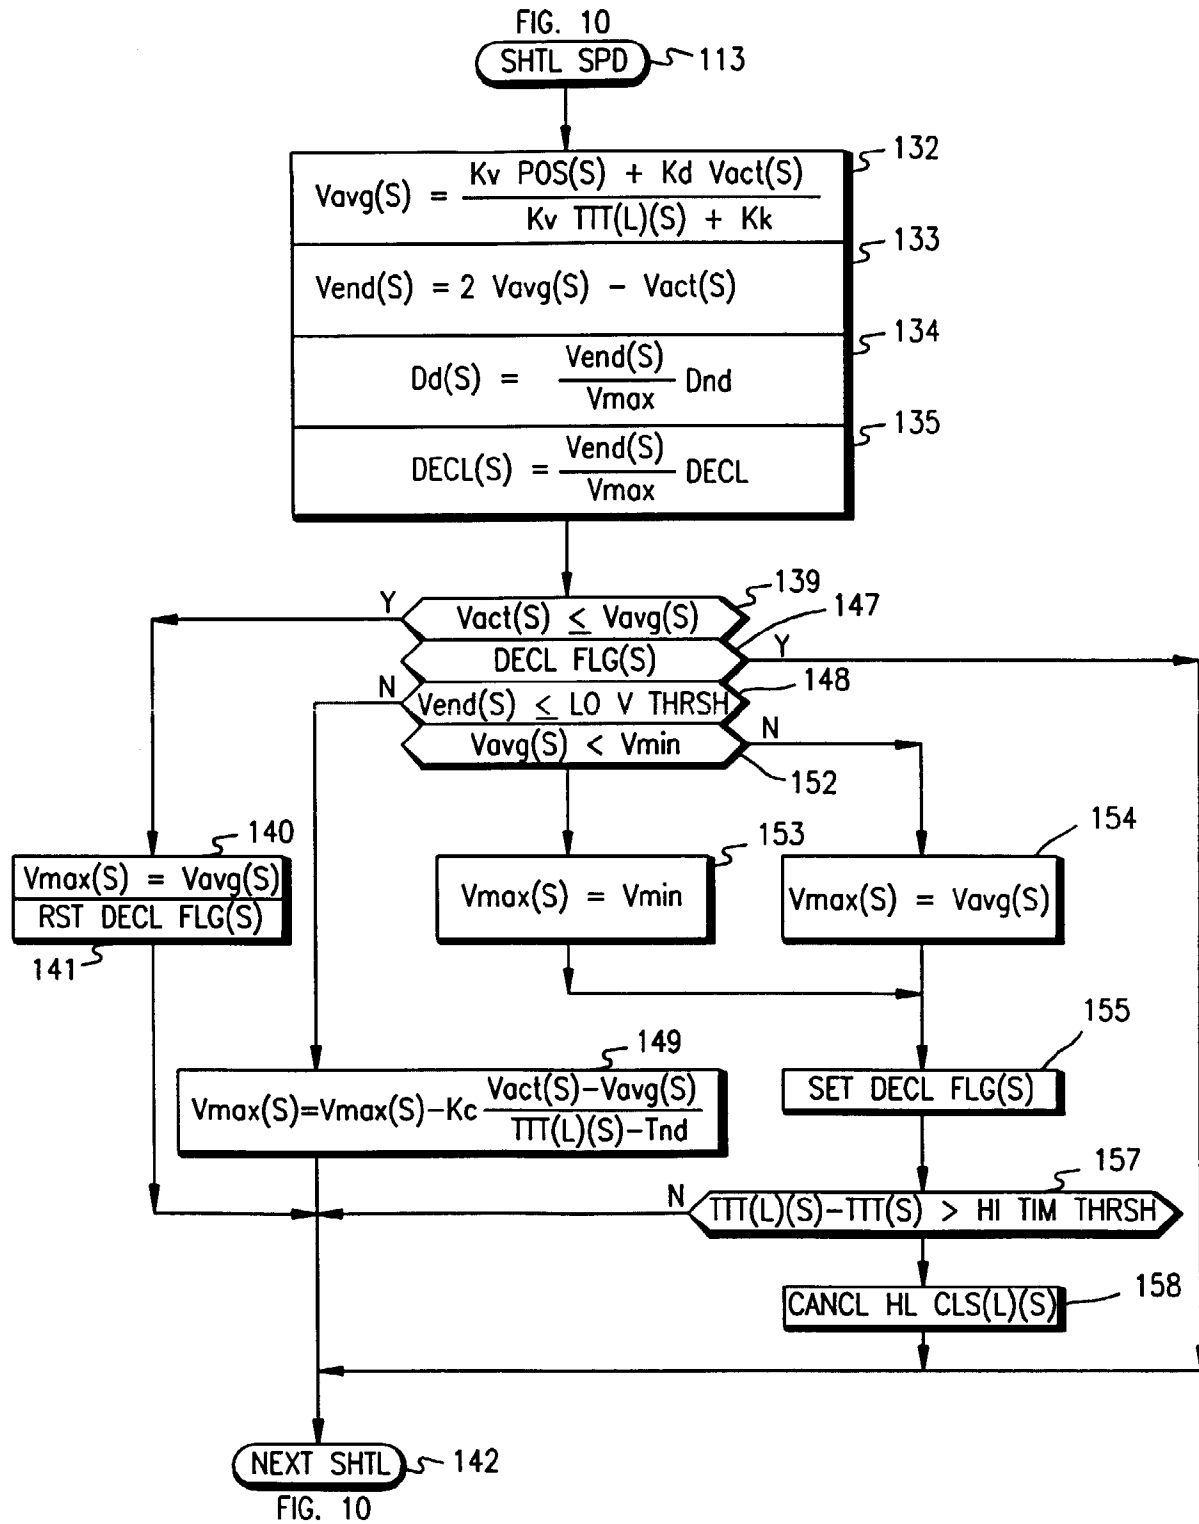 FIG. 10
SHTL SPD
113
132
Vavg(S) = Kv POS(S) + Kd Vact(S)
Kv TTT(L)(S) + Kk
133
Vend(S) = 2 Vavg(S) - Vact(S)
134
Dd(S) = Vend(S) Dnd
Vmax
135
DECL(S) = Vend(S) DECL
Vmax
139
Y
Vact(S) ≤ Vavg(S)
147
DECL FLG(S)
Y
148
N
Vend(S) ≤ LO V THRSH
Vavg(S) < Vmin
N
152
140
Vmax(S) = Vavg(S)
RST DECL FLG(S)
141
153
Vmax(S) = Vmin
154
Vmax(S) = Vavg(S)
155
SET DECL FLG(S)
149
Vmax(S)=Vmax(S)-Kc Vact(S)-Vavg(S)
TTT(L)(S)-Tnd
157
N
TTT(L)(S)-TTT(S) > HI TIM THRSH
CANCL HL CLS(L)(S)
158
NEXT SHTL
142
FIG. 10